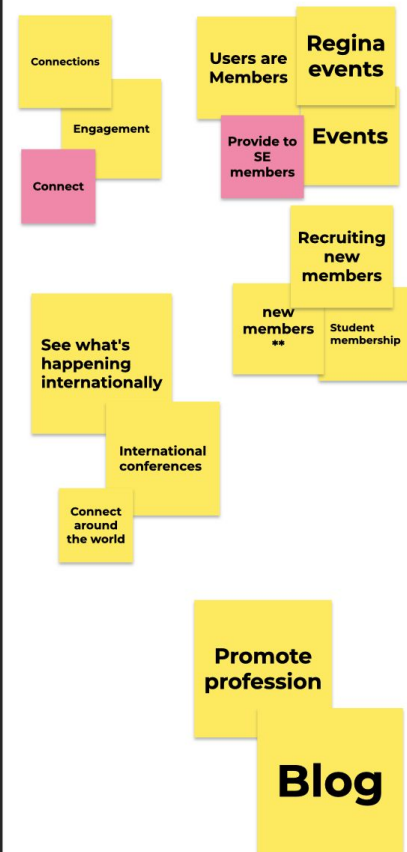 Connections
Engagement
Connect
Users are
Members
Regina
events
Provide to
SE
members
Events
Recruiting
new
members
new
members
**
Student
membership
See what's
happening
internationally
International
conferences
Connect
around
the world
Promote
profession
Blog